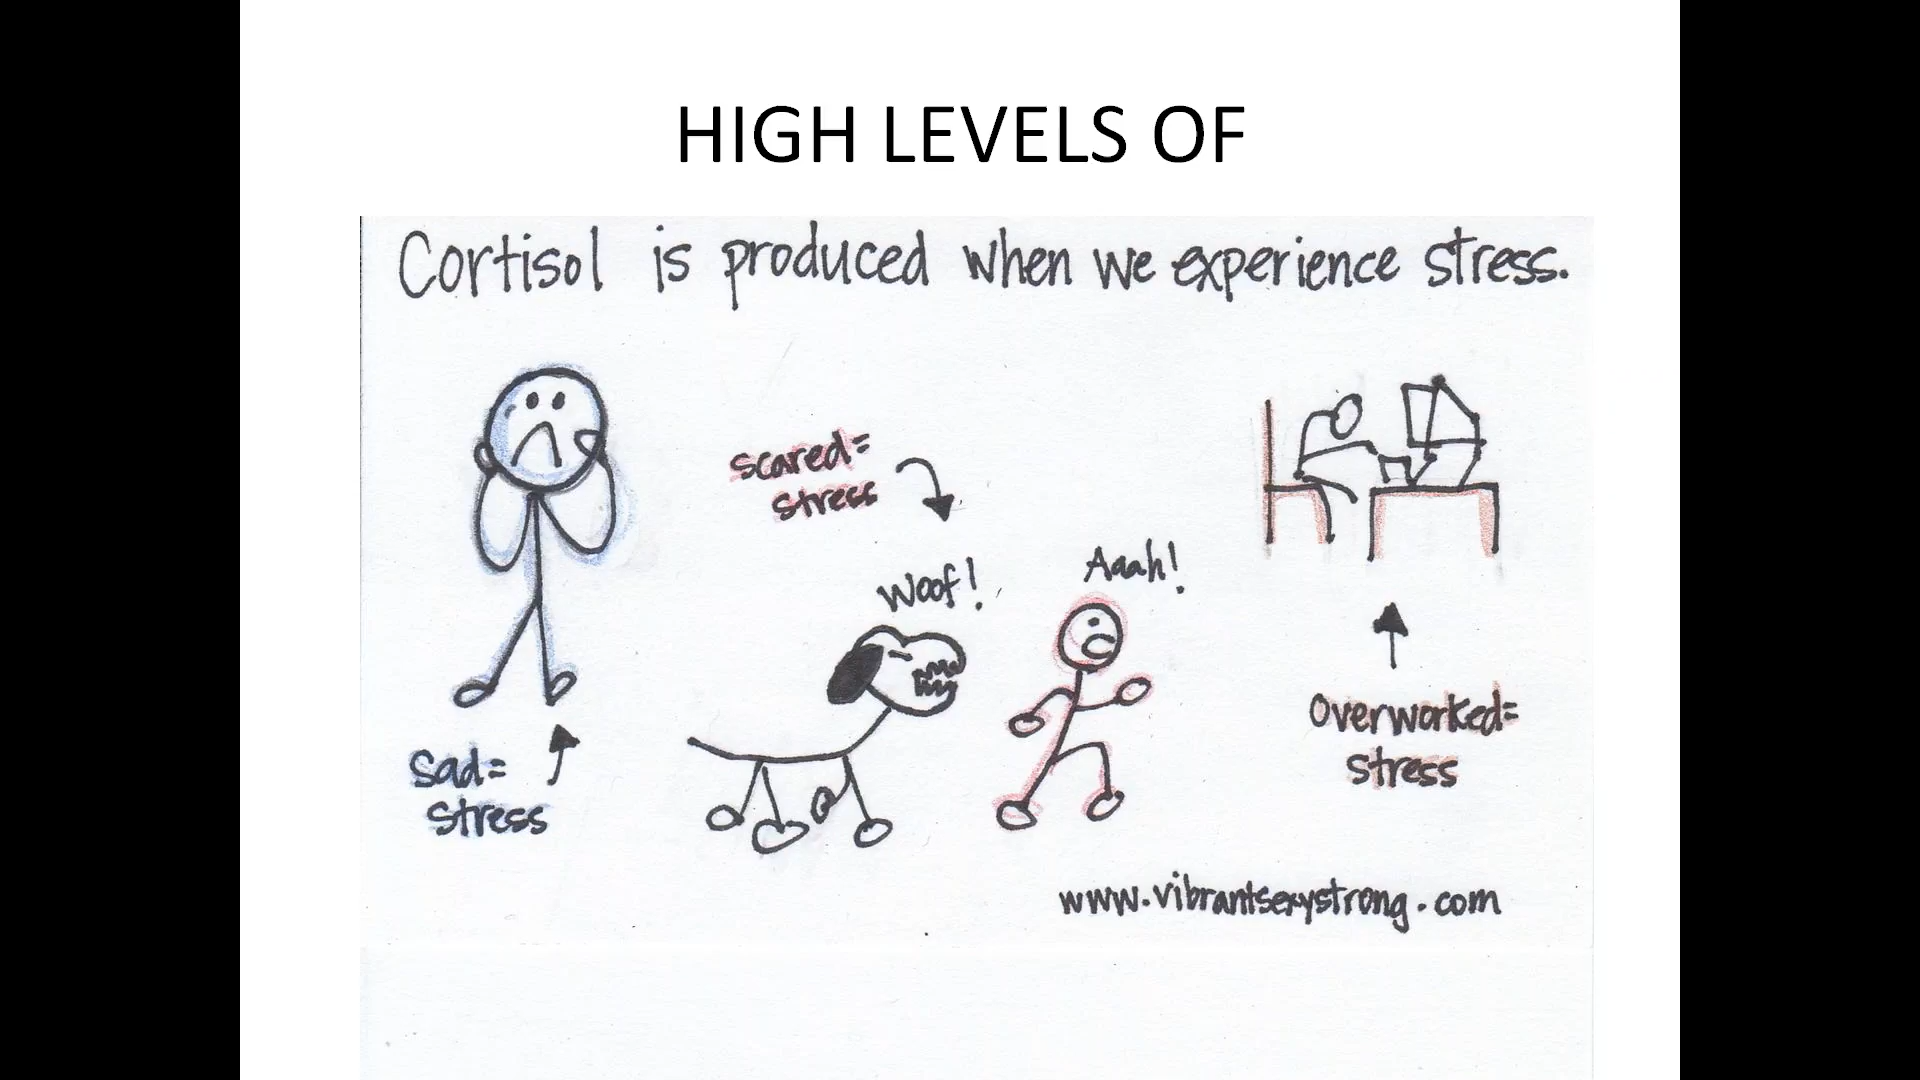 HIGH LEVELS OF
Cortisol is produced when we experience stress.
scared=
stress
Woof!
Aaah!
Sad=
stress
Overworked=
stress
www.vibrantsexystrong.com